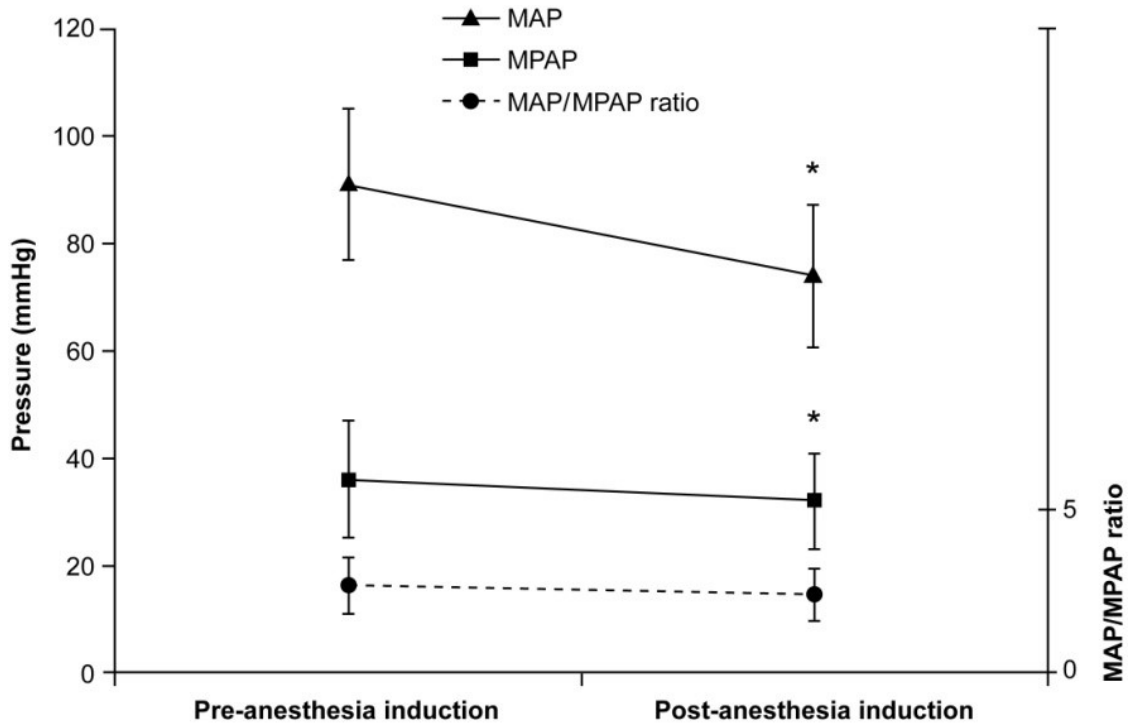 MAP
MPAP
MAP/MPAP ratio
Pressure (mmHg)
120
100
80
60
40
20
0
*
*
5
0
MAP/MPAP ratio
Pre-anesthesia induction
Post-anesthesia induction